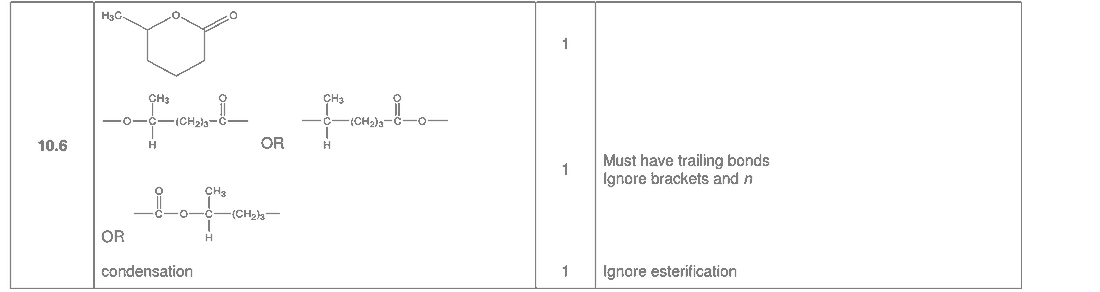 H₃C O O
1
CH₃ O CH₃ O
—O—C—(CH₂)₃—C— OR —C—(CH₂)₃—C—O—
H H
10.6
1
Must have trailing bonds
Ignore brackets and n
O CH₃
—C—O—C—(CH₂)₃—
OR H
condensation 1 Ignore esterification